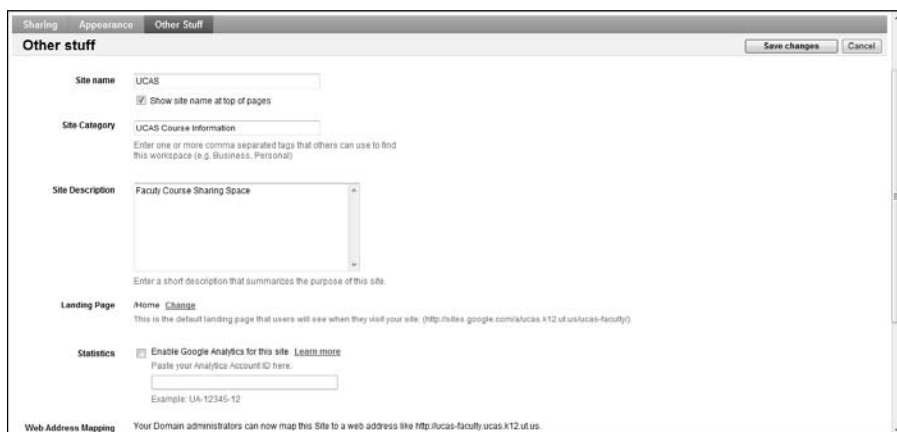 Sharing Appearance Other Stuff
Other stuff Save changes Cancel
Site name UCAS
Show site name at top of pages
Site Category UCAS Course Information
Enter one or more comma separated tags that others can use to find
this workspace (e.g. Business, Personal)
Site Description Facuty Course Sharing Space
Enter a short description that summarizes the purpose of this site.
Landing Page /Home Change
This is the default landing page that users will see when they visit your site: (http://sites.google.com/a/ucas.k12.ut.us/ucas-faculty/).
Statistics Enable Google Analytics for this site Learn more
Paste your Analytics Account ID here:
Example: UA-12345-12
Web Address Mapping Your Domain administrators can now map this Site to a web address like http://ucas-faculty.ucas.k12.ut.us.